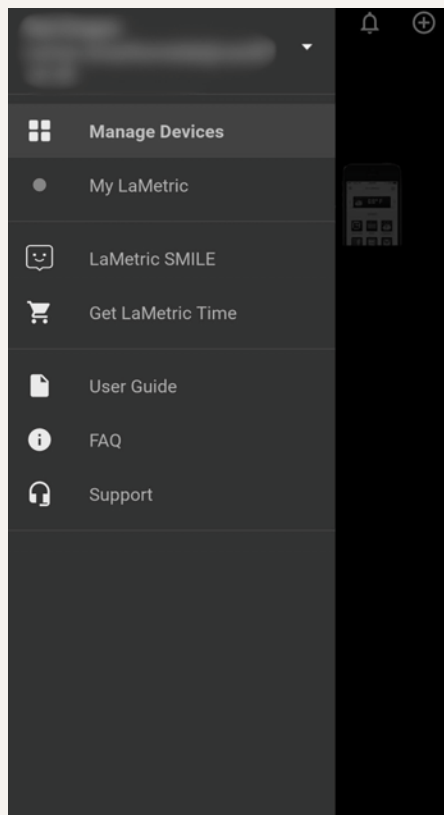 Manage Devices
My LaMetric
LaMetric SMILE
Get LaMetric Time
User Guide
FAQ
Support